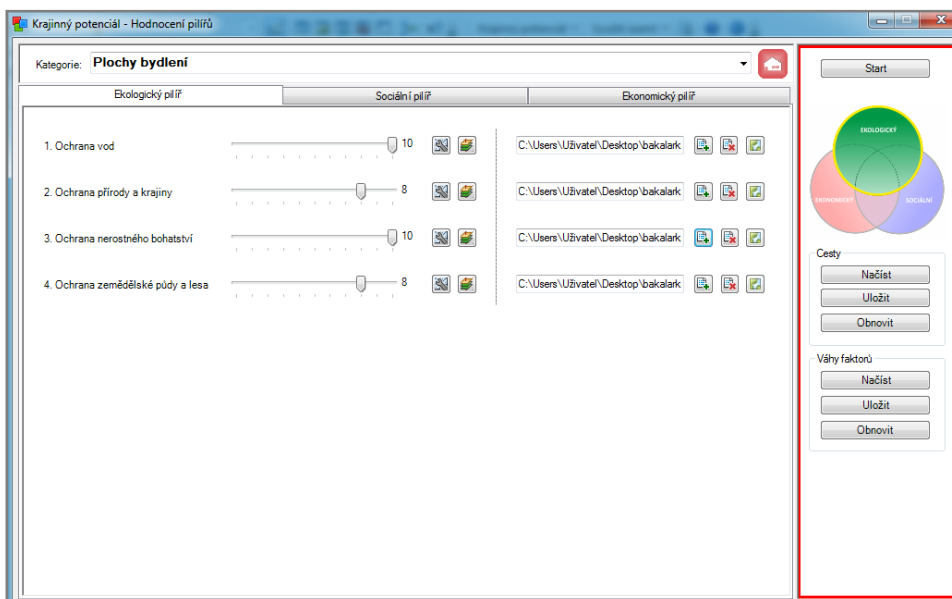 Krajinný potenciál - Hodnocení pilířů
Kategorie: Plochy bydlení
Ekologický pilíř
Sociální pilíř
Ekonomický pilíř
1. Ochrana vod 10 C:\Users\Uživatel\Desktop\bakalark
2. Ochrana přírody a krajiny 8 C:\Users\Uživatel\Desktop\bakalark
3. Ochrana nerostného bohatství 10 C:\Users\Uživatel\Desktop\bakalark
4. Ochrana zemědělské půdy a lesa 8 C:\Users\Uživatel\Desktop\bakalark
Start
EKOLOGICKÝ
EKONOMICKÝ
SOCIÁLNÍ
Cesty
Načíst
Uložit
Obnovit
Váhy faktorů
Načíst
Uložit
Obnovit